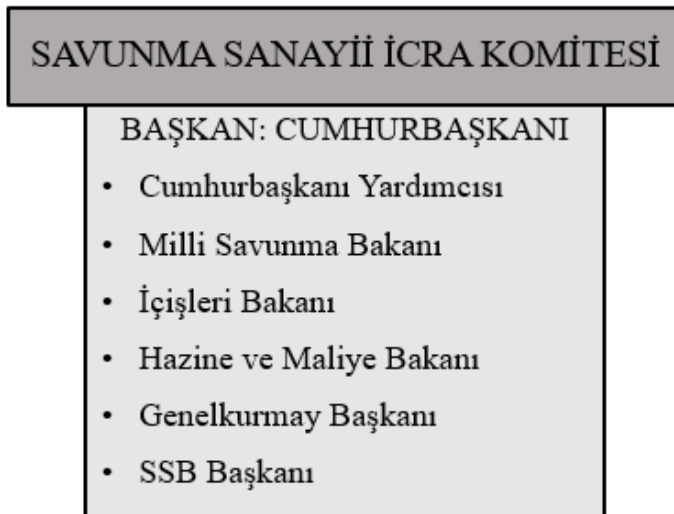 SAVUNMA SANAYİİ İCRA KOMİTESİ
BAŞKAN: CUMHURBAŞKANI
• Cumhurbaşkanı Yardımcısı
• Milli Savunma Bakanı
• İçişleri Bakanı
• Hazine ve Maliye Bakanı
• Genelkurmay Başkanı
• SSB Başkanı